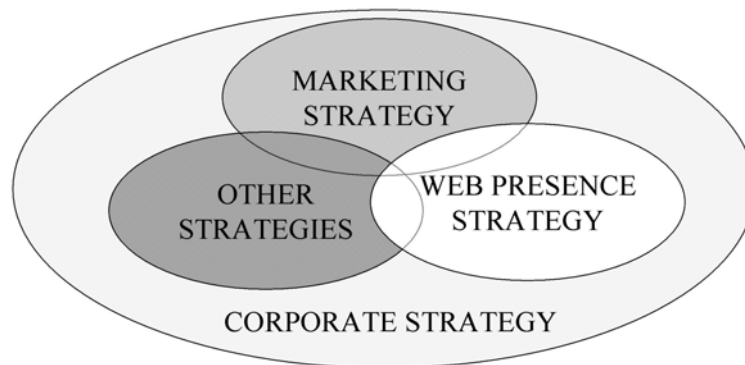 MARKETING
STRATEGY
OTHER
STRATEGIES
WEB PRESENCE
STRATEGY
CORPORATE STRATEGY